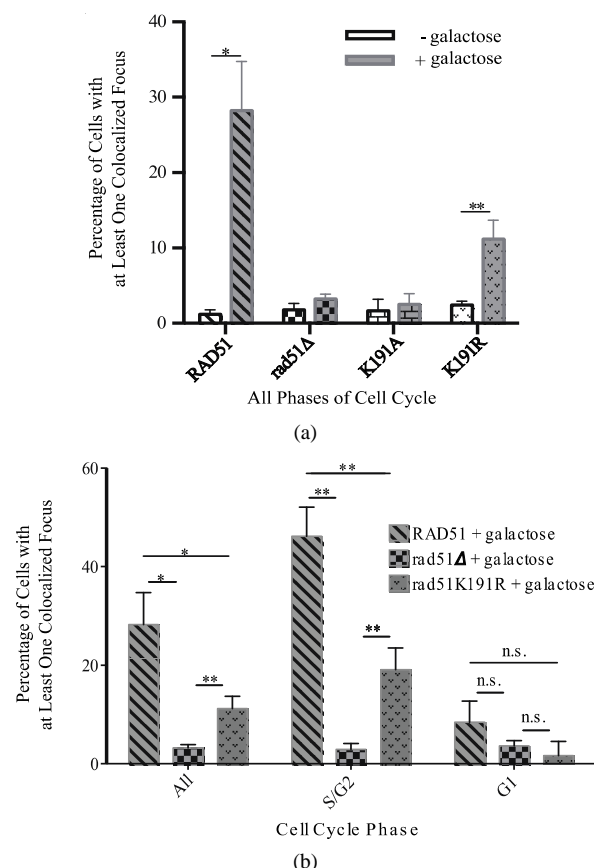 Percentage of Cells with
at Least One Colocalized Focus
40
30
20
10
0
- galactose
+ galactose
*
**
RAD51
rad51Δ
K191A
K191R
All Phases of Cell Cycle
(a)
Percentage of Cells with
at Least One Colocalized Focus
60
40
20
0
**
**
*
*
**
**
n.s.
n.s.
n.s.
RAD51 + galactose
rad51Δ + galactose
rad51K191R + galactose
All
S/G2
G1
Cell Cycle Phase
(b)